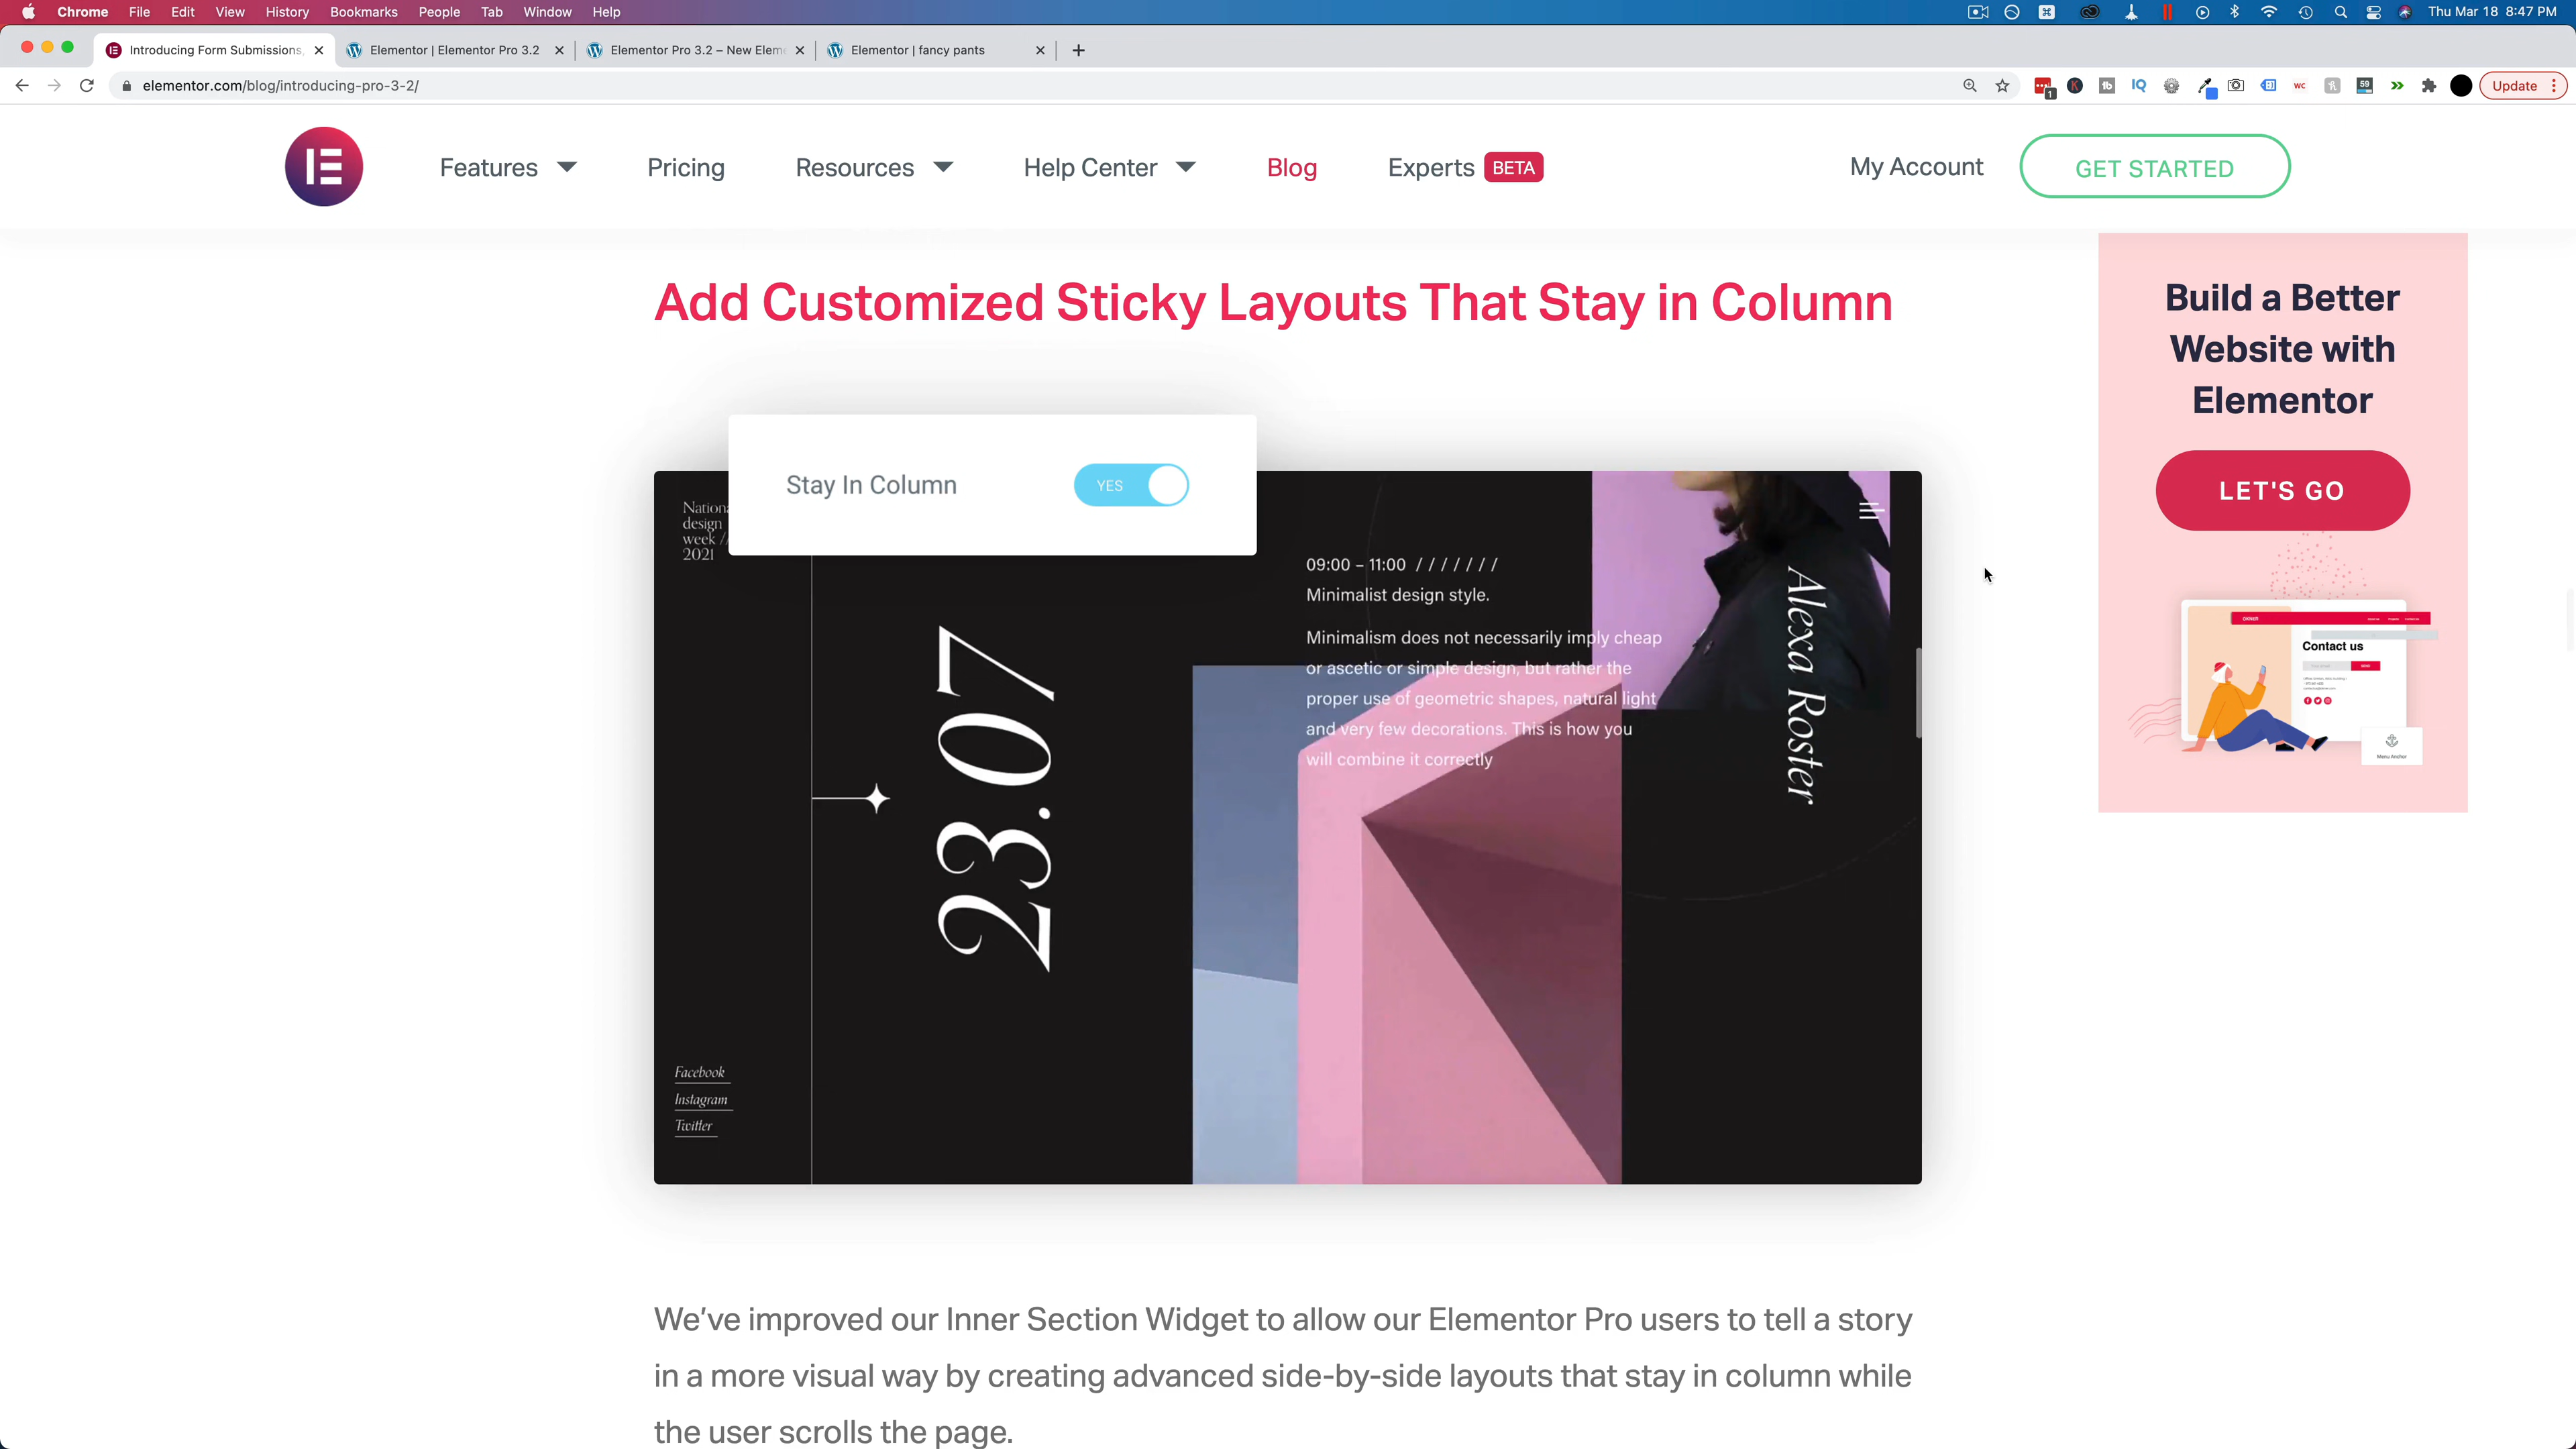 Chrome File Edit View History Bookmarks People Tab Window Help
Thu Mar 18 8:47 PM
Introducing Form Submissions,
Elementor | Elementor Pro 3.2
Elementor Pro 3.2 – New Elem
Elementor | fancy pants
elementor.com/blog/introducing-pro-3-2/
1
IQ
WC
59
Update
Features
Pricing
Resources
Help Center
Blog
Experts BETA
My Account
GET STARTED
Add Customized Sticky Layouts That Stay in Column
Stay In Column YES
Nationa
design
week //
2021
09:00 – 11:00 ///////
Minimalist design style.
Minimalism does not necessarily imply cheap
or ascetic or simple design, but rather the
proper use of geometric shapes, natural light
and very few decorations. This is how you
will combine it correctly
Alexa Roster
23.07
Facebook
Instagram
Twitter
Build a Better
Website with
Elementor
LET'S GO
Contact us
Menu Anchor
We've improved our Inner Section Widget to allow our Elementor Pro users to tell a story
in a more visual way by creating advanced side-by-side layouts that stay in column while
the user scrolls the page.